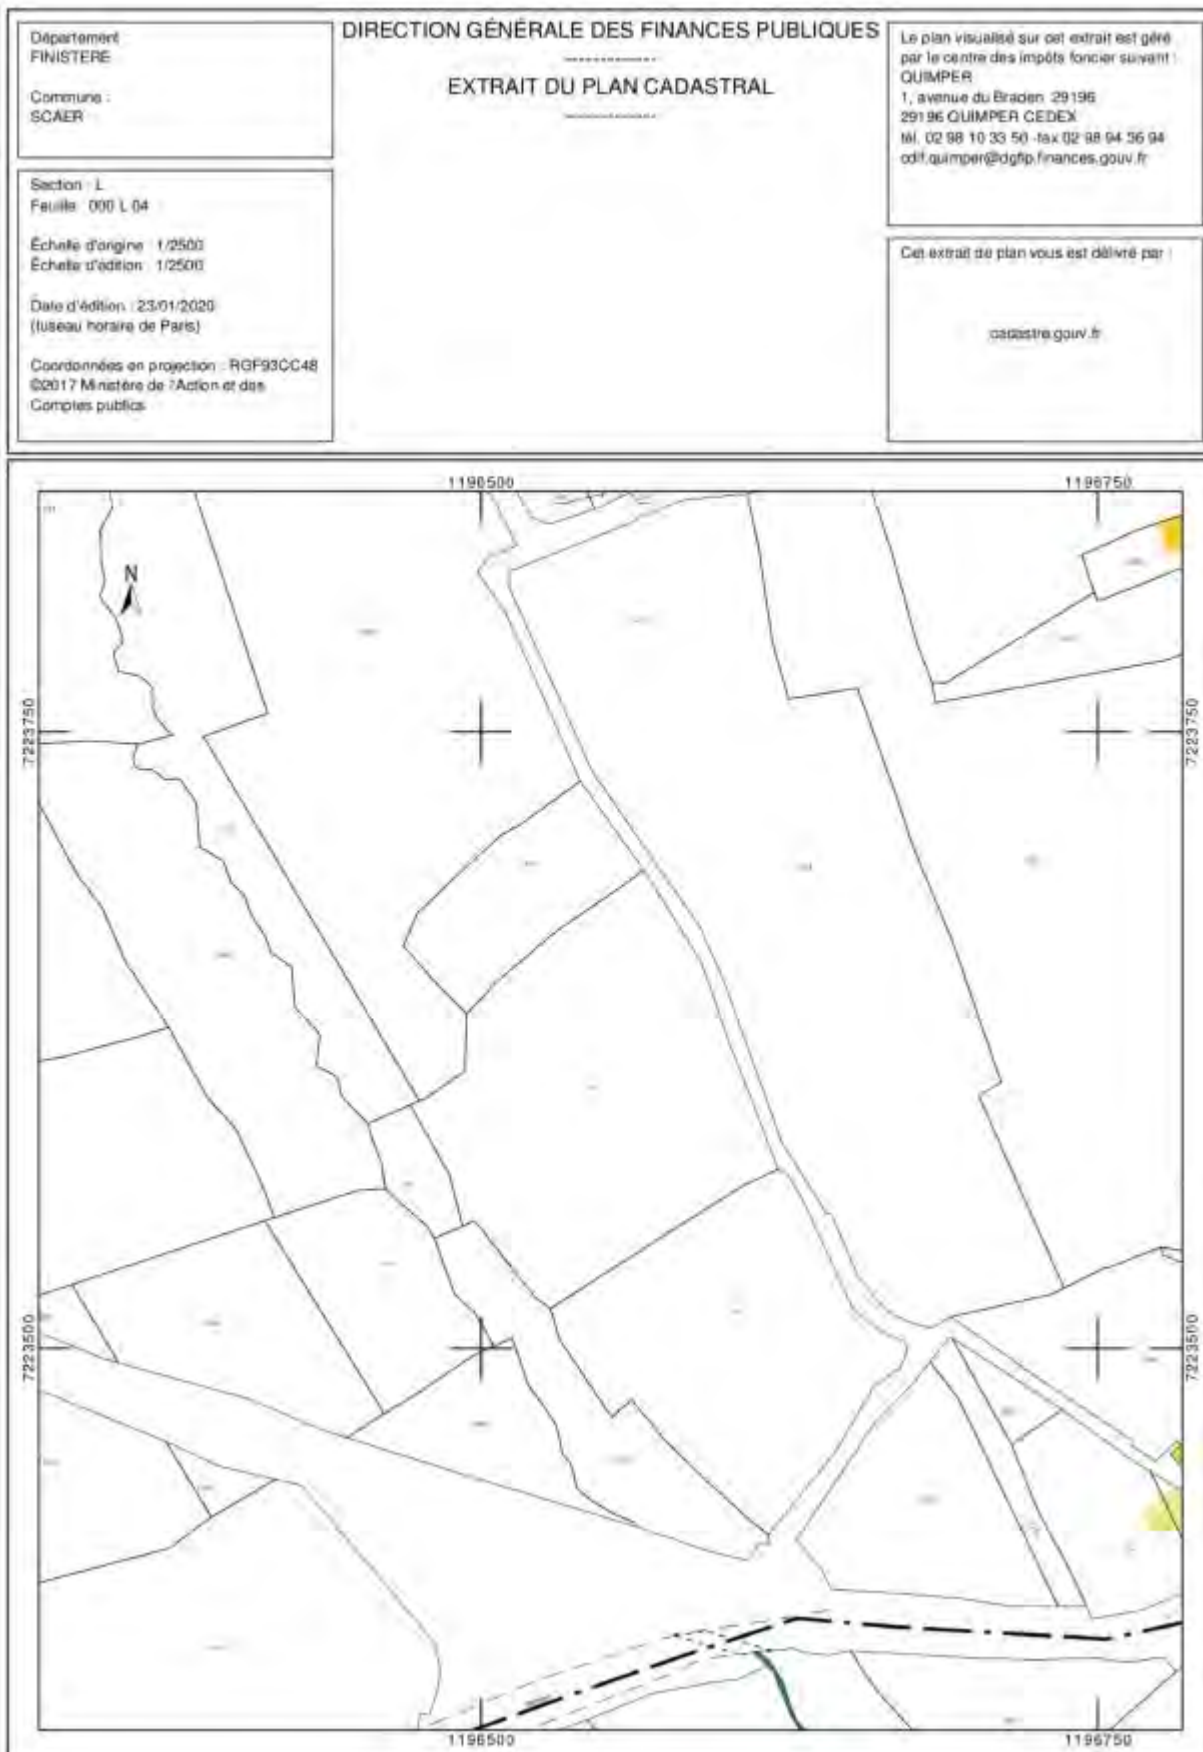 Département
FINISTERE
Commune :
SCAER
Section : L
Feuille : 000 L 04
Échelle d'origine : 1/2500
Échelle d'édition : 1/2500
Date d'édition : 23/01/2020
(fuseau horaire de Paris)
Coordonnées en projection : RGF93CC48
©2017 Ministère de l'Action et des
Comptes publics
DIRECTION GÉNÉRALE DES FINANCES PUBLIQUES
EXTRAIT DU PLAN CADASTRAL
Le plan visualisé sur cet extrait est géré
par le centre des impôts foncier suivant :
QUIMPER
1, avenue du Braden 29196
29196 QUIMPER CEDEX
tél. 02 98 10 33 50 -fax 02 98 94 36 94
cdif.quimper@dgfip.finances.gouv.fr
Cet extrait de plan vous est délivré par :
cadastre.gouv.fr
1196500
1196750
N
7223750
7223750
7223500
7223500
1196500
1196750